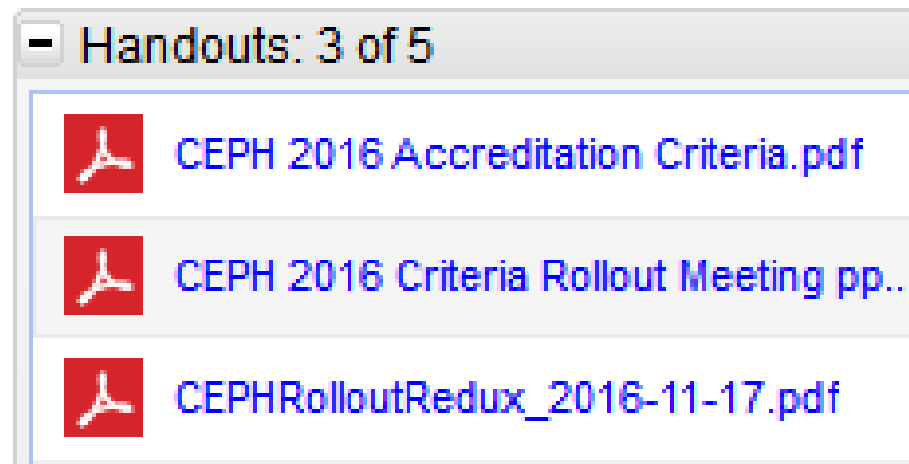 Handouts: 3 of 5
CEPH 2016 Accreditation Criteria.pdf
CEPH 2016 Criteria Rollout Meeting pp..
CEPHRolloutRedux_2016-11-17.pdf